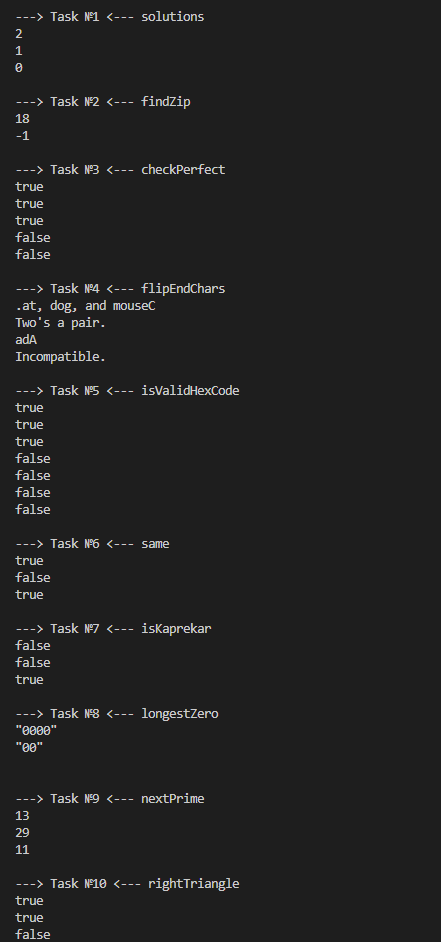 ---> Task №1 <--- solutions
2
1
0
---> Task №2 <--- findZip
18
-1
---> Task №3 <--- checkPerfect
true
true
true
false
false
---> Task №4 <--- flipEndChars
.at, dog, and mouseC
Two's a pair.
adA
Incompatible.
---> Task №5 <--- isValidHexCode
true
true
true
false
false
false
false
---> Task №6 <--- same
true
false
true
---> Task №7 <--- isKaprekar
false
false
true
---> Task №8 <--- longestZero
"0000"
"00"
---> Task №9 <--- nextPrime
13
29
11
---> Task №10 <--- rightTriangle
true
true
false